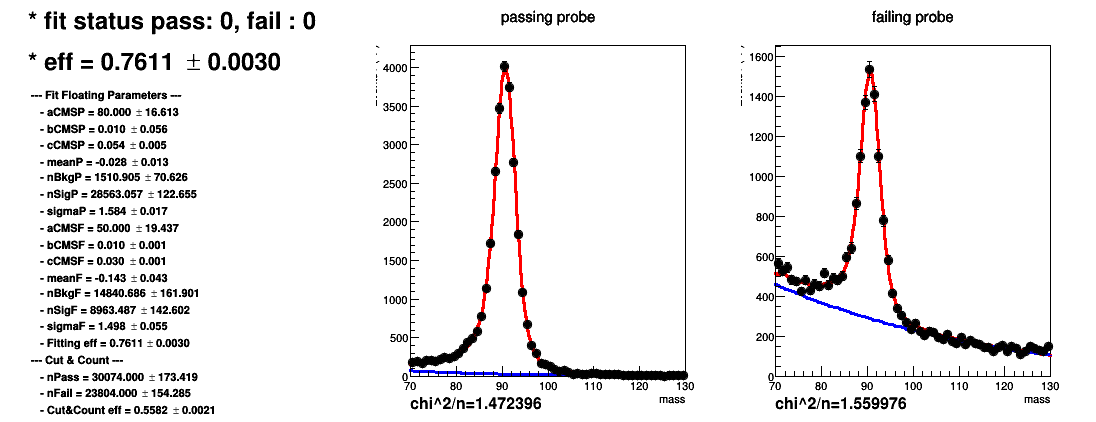 * fit status pass: 0, fail : 0
* eff = 0.7611 ± 0.0030
--- Fit Floating Parameters ---
- aCMSP = 80.000 ± 16.613
- bCMSP = 0.010 ± 0.056
- cCMSP = 0.054 ± 0.005
- meanP = -0.028 ± 0.013
- nBkgP = 1510.905 ± 70.626
- nSigP = 28563.057 ± 122.655
- sigmaP = 1.584 ± 0.017
- aCMSF = 50.000 ± 19.437
- bCMSF = 0.010 ± 0.001
- cCMSF = 0.030 ± 0.001
- meanF = -0.143 ± 0.043
- nBkgF = 14840.686 ± 161.901
- nSigF = 8963.487 ± 142.602
- sigmaF = 1.498 ± 0.055
- Fitting eff = 0.7611 ± 0.0030
--- Cut & Count ---
- nPass = 30074.000 ± 173.419
- nFail = 23804.000 ± 154.285
- Cut&Count eff = 0.5582 ± 0.0021
passing probe
4000
3500
3000
2500
2000
1500
1000
500
0
70 80 90 100 110 120 130
mass
chi^2/n=1.472396
failing probe
1600
1400
1200
1000
800
600
400
200
0
70 80 90 100 110 120 130
mass
chi^2/n=1.559976